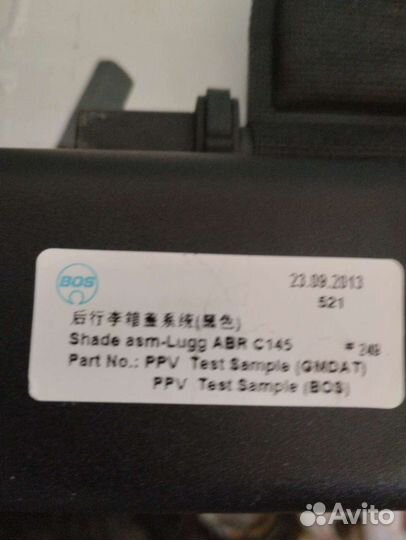 BOS
23.09.2013
521
后行李箱盖系统(黑色)
Shade asm-Lugg ABR C145 # 249
Part No.: PPV Test Sample (GMDAT)
PPV Test Sample (BOS)
Avito